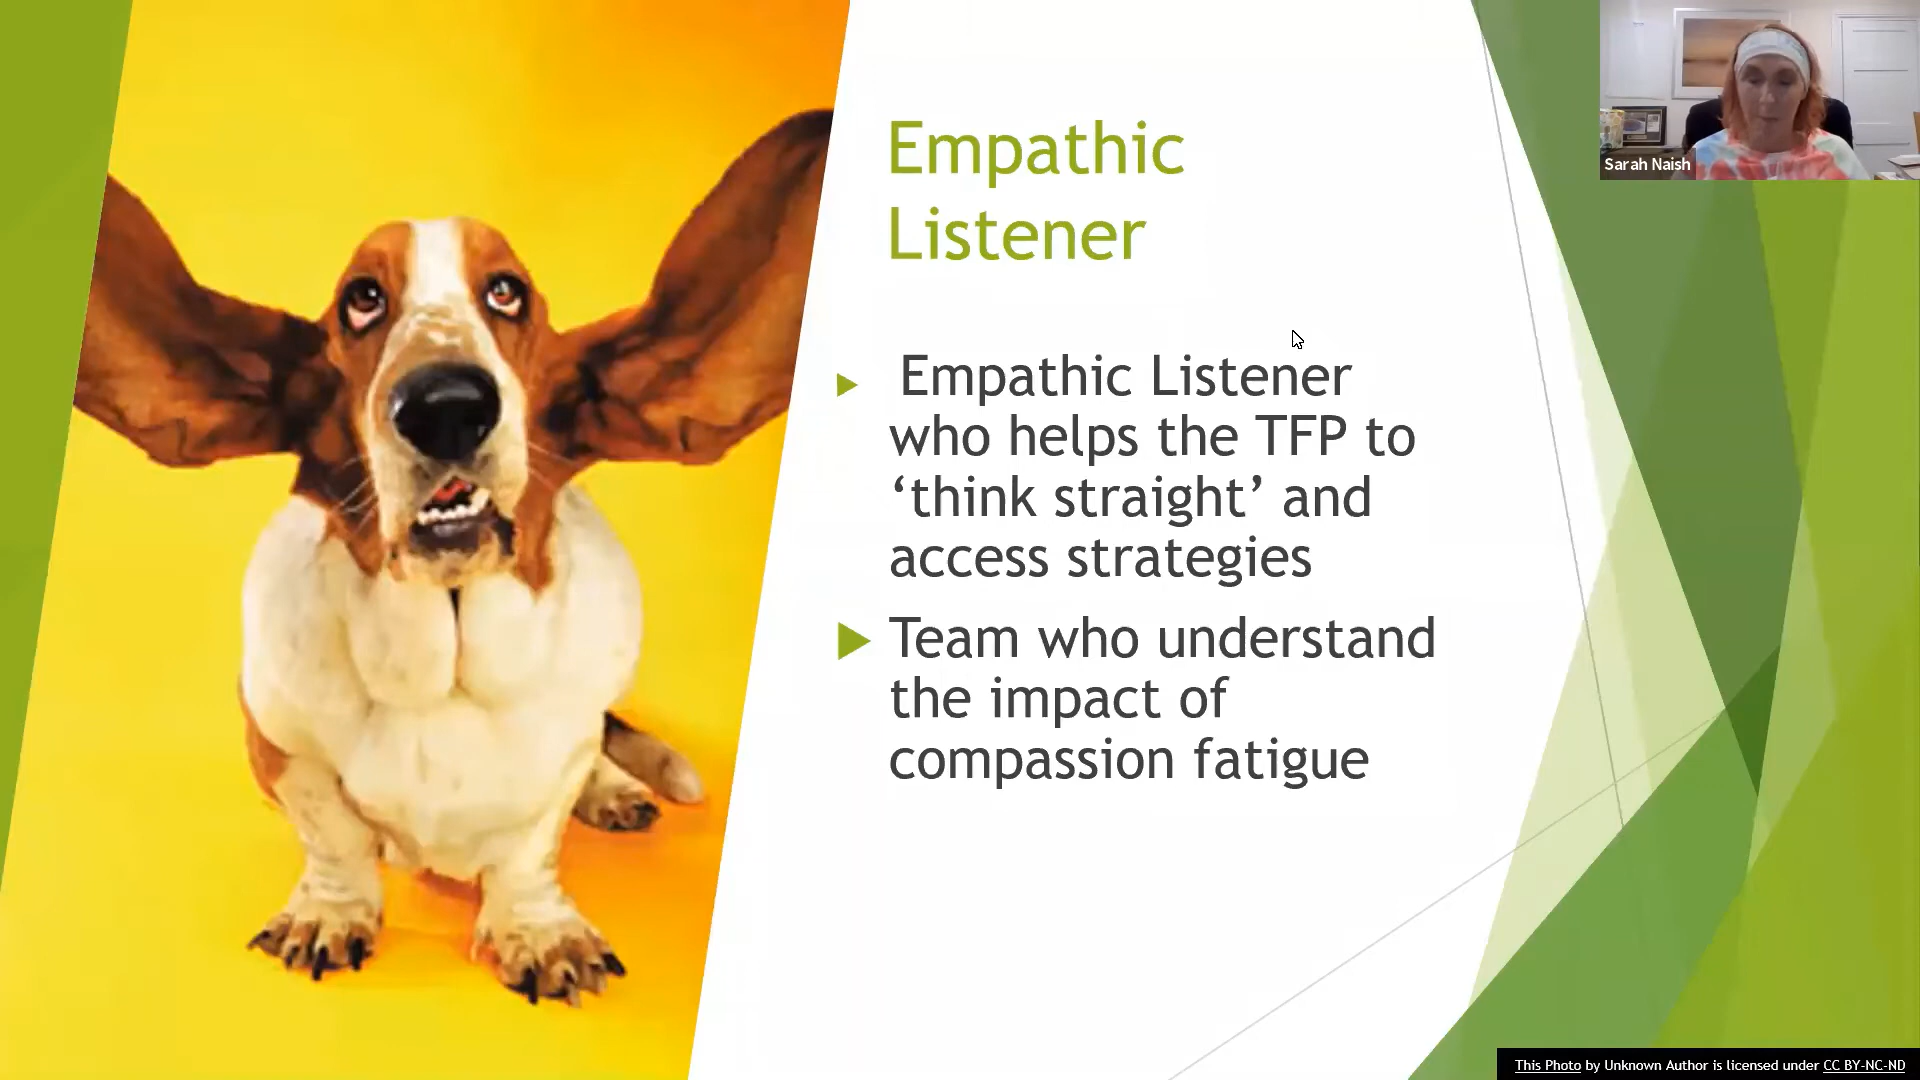 Empathic
Listener
Empathic Listener
who helps the TFP to
‘think straight’ and
access strategies
Team who understand
the impact of
compassion fatigue
Sarah Naish
This Photo by Unknown Author is licensed under CC BY-NC-ND